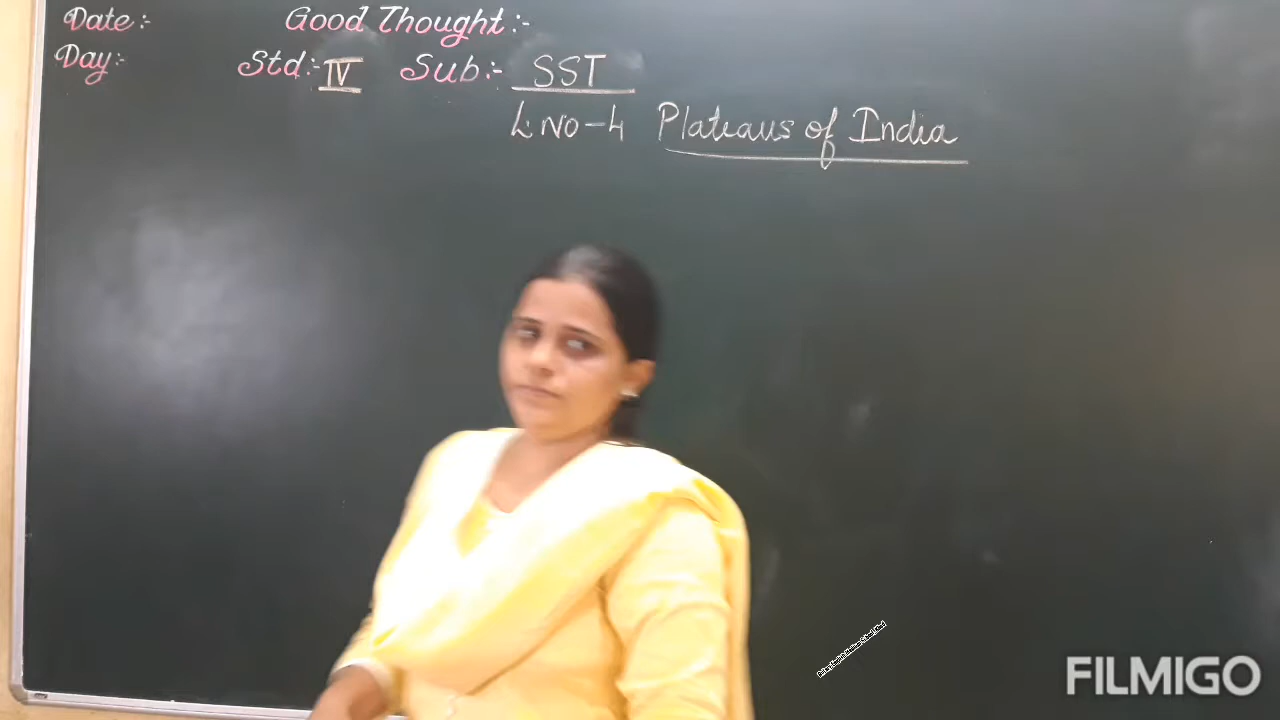 Date:- Good Thought:-
Day:- Std:- IV Sub:- SST
L.No-4 Plateaus of India
FILMIGO